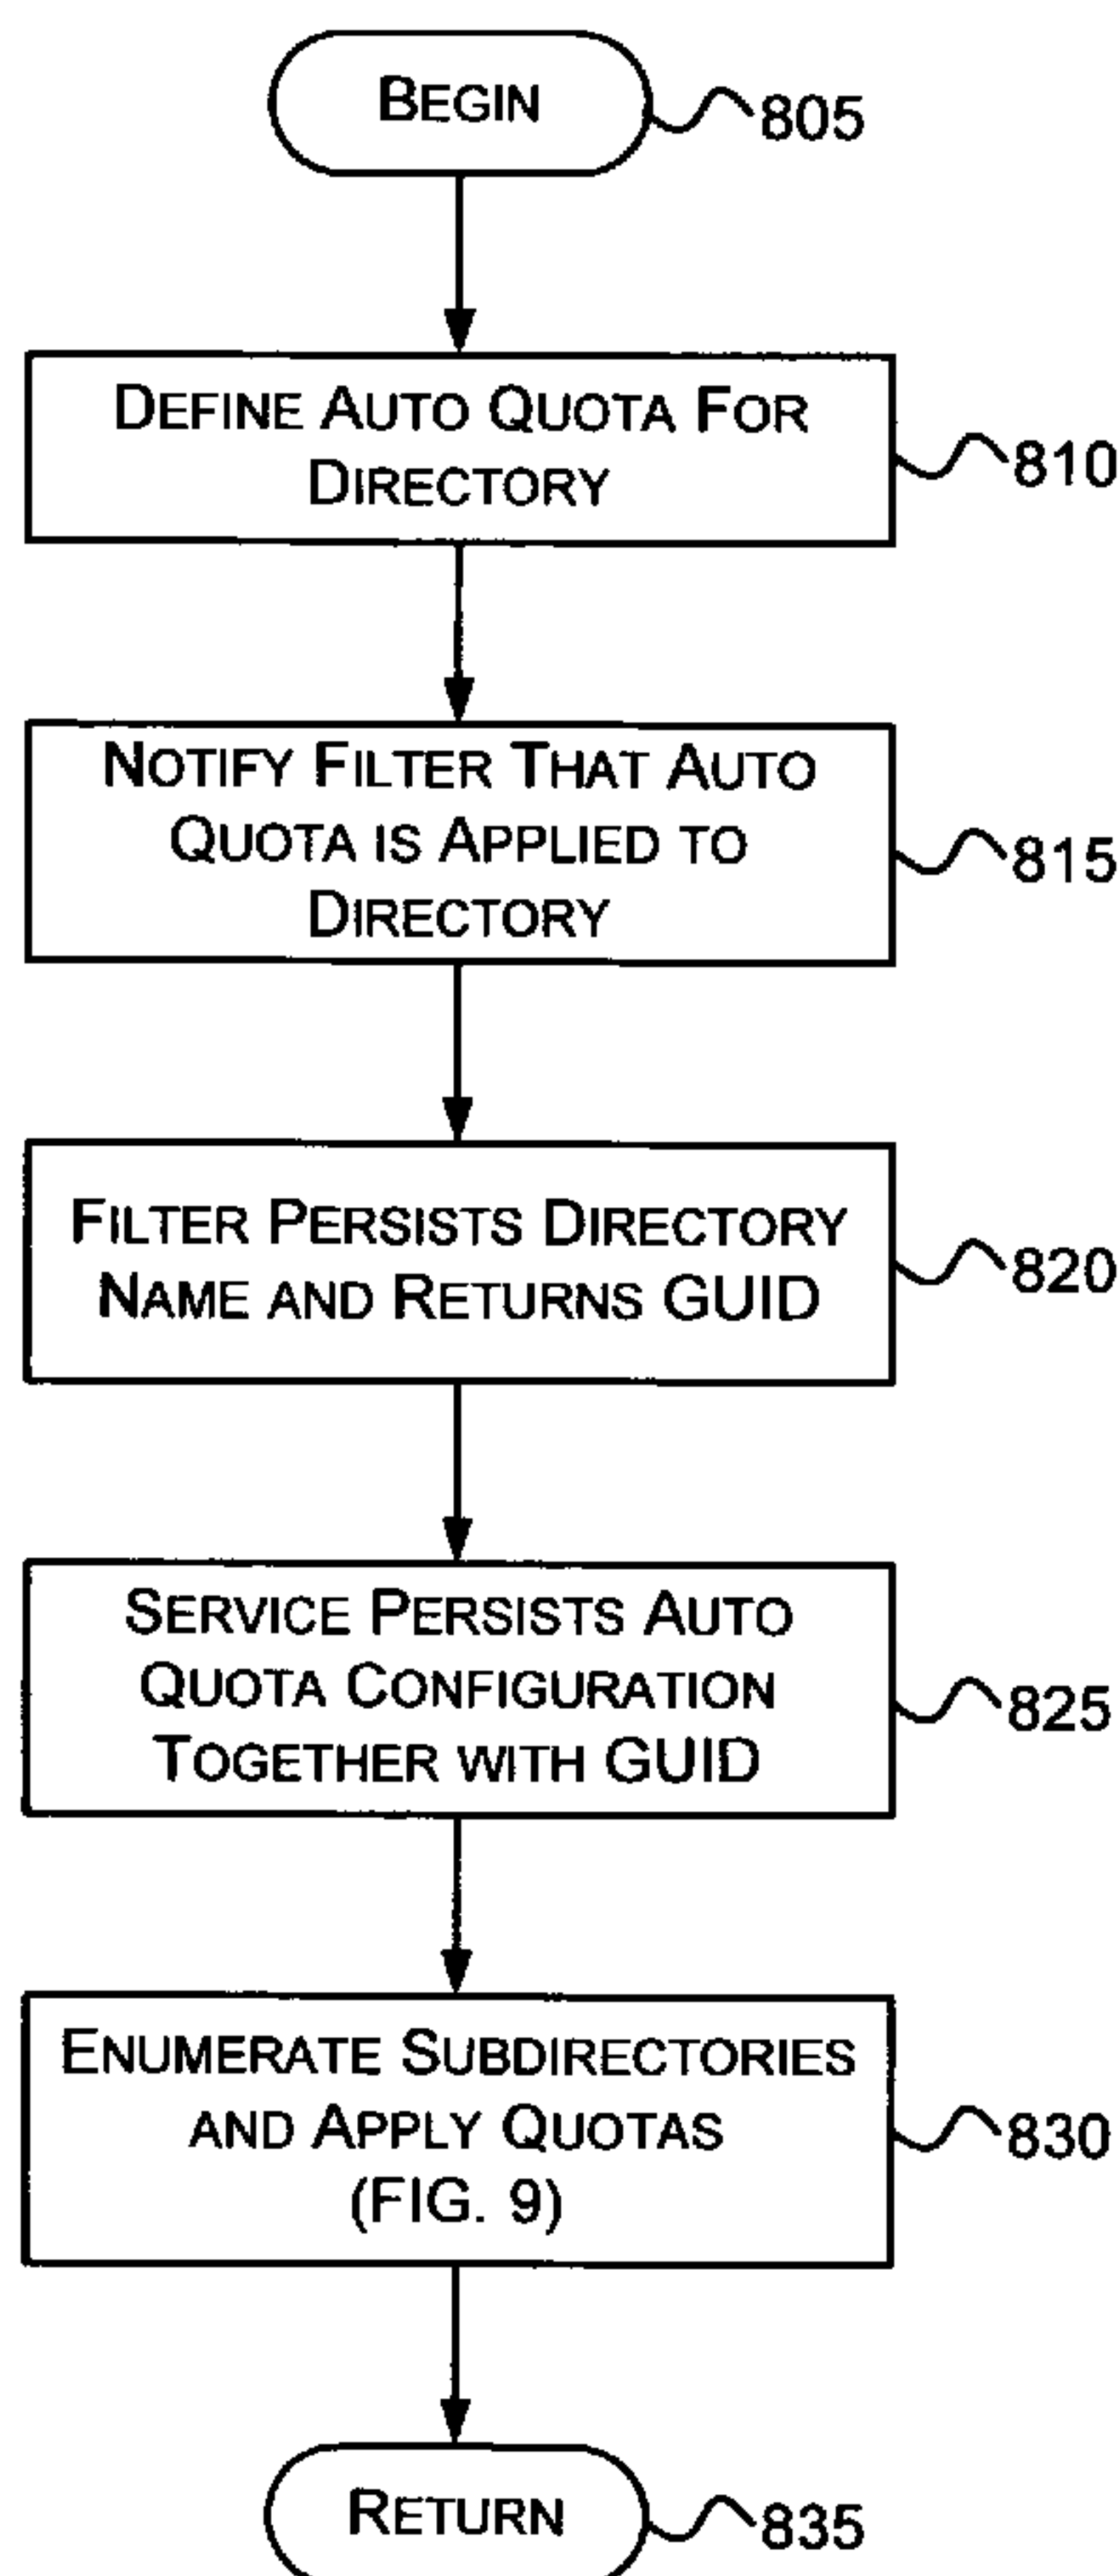 BEGIN
805
DEFINE AUTO QUOTA FOR
DIRECTORY
810
NOTIFY FILTER THAT AUTO
QUOTA IS APPLIED TO
DIRECTORY
815
FILTER PERSISTS DIRECTORY
NAME AND RETURNS GUID
820
SERVICE PERSISTS AUTO
QUOTA CONFIGURATION
TOGETHER WITH GUID
825
ENUMERATE SUBDIRECTORIES
AND APPLY QUOTAS
(FIG. 9)
830
RETURN
835